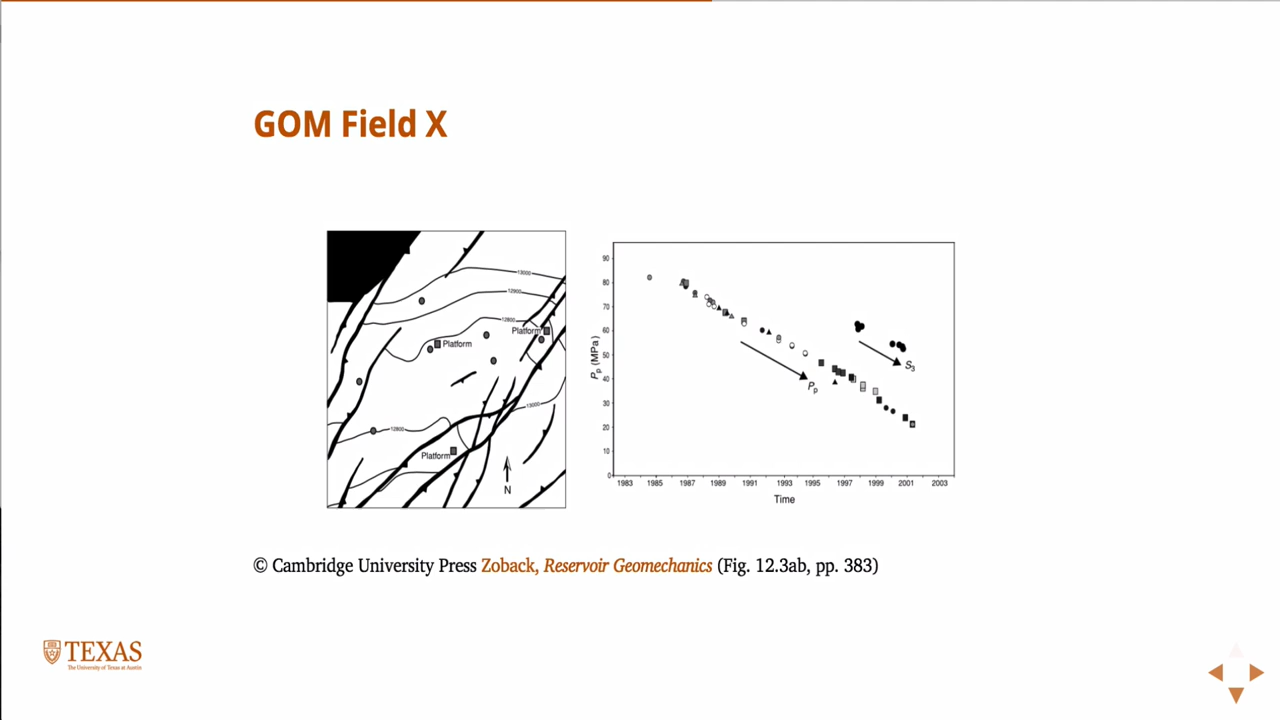 GOM Field X
13000
12900
12800
Platform
Platform
13000
12800
Platform
N
90
80
70
60
50
40
30
20
10
0
Pp (MPa)
S3
Pp
1983 1985 1987 1989 1991 1993 1995 1997 1999 2001 2003
Time
© Cambridge University Press Zoback, Reservoir Geomechanics (Fig. 12.3ab, pp. 383)
TEXAS
The University of Texas at Austin